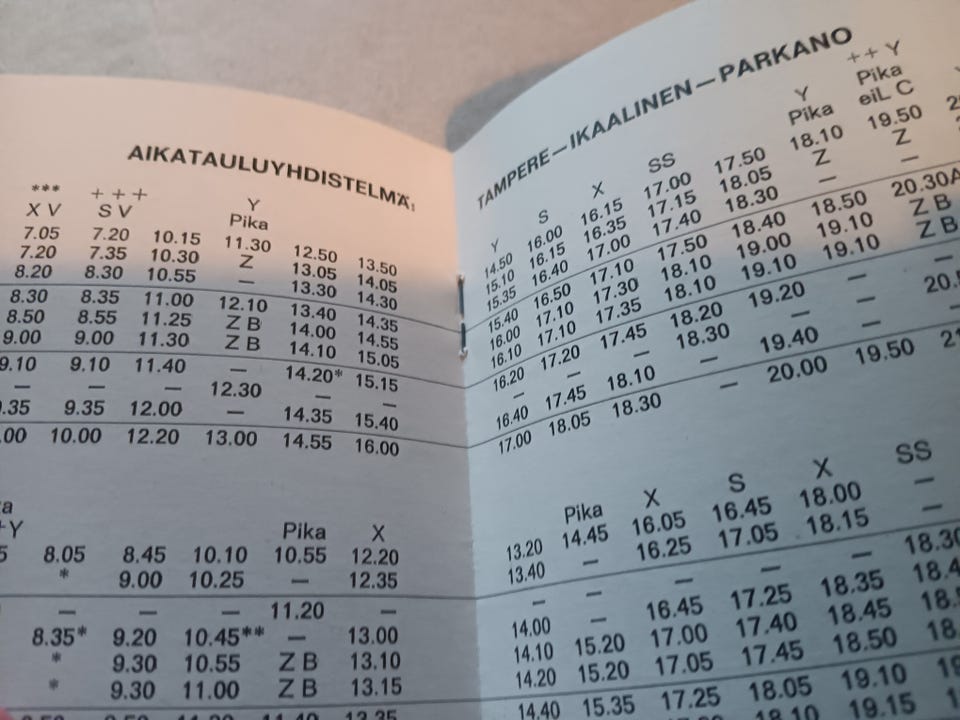 AIKATAULUYHDISTELMÄ:
*** +++ Y
X V S V Pika
7.05 7.20 10.15 11.30 12.50 13.50
7.20 7.35 10.30 Z 13.05 14.05
8.20 8.30 10.55 — 13.30 14.30
8.30 8.35 11.00 12.10 13.40 14.35
8.50 8.55 11.25 Z B 14.00 14.55
9.00 9.00 11.30 Z B 14.10 15.05
9.10 9.10 11.40 — 14.20* 15.15
— — — 12.30 — —
.35 9.35 12.00 — 14.35 15.40
.00 10.00 12.20 13.00 14.55 16.00
a
+Y Pika X
5 8.05 8.45 10.10 10.55 12.20
* 9.00 10.25 — 12.35
— — — 11.20 —
8.35* 9.20 10.45** — 13.00
* 9.30 10.55 Z B 13.10
* 9.30 11.00 Z B 13.15
TAMPERE—IKAALINEN—PARKANO
Y S X SS Y Pika ++ Y Pika eiL C
14.50 16.00 16.15 17.00 17.50 18.10 19.50
15.10 16.15 16.35 17.15 18.05 Z Z
15.35 16.40 17.00 17.40 18.30 — —
15.40 16.50 17.10 17.50 18.40 18.50 20.30A
16.00 17.10 17.30 18.10 19.00 19.10 Z B
16.10 17.10 17.35 18.10 19.10 19.10 Z B
16.20 17.20 17.45 18.20 19.20 — —
— — — 18.30 — — 20.5
16.40 17.45 18.10 — 19.40 —
17.00 18.05 18.30 — 20.00 19.50 21
Pika X S X SS
13.20 14.45 16.05 16.45 18.00 —
13.40 — 16.25 17.05 18.15 —
— — — — — 18.30
14.00 — 16.45 17.25 18.35 18.4
14.10 15.20 17.00 17.40 18.45 18.
14.20 15.20 17.05 17.45 18.50 18.
14.40 15.35 17.25 18.05 19.10 19